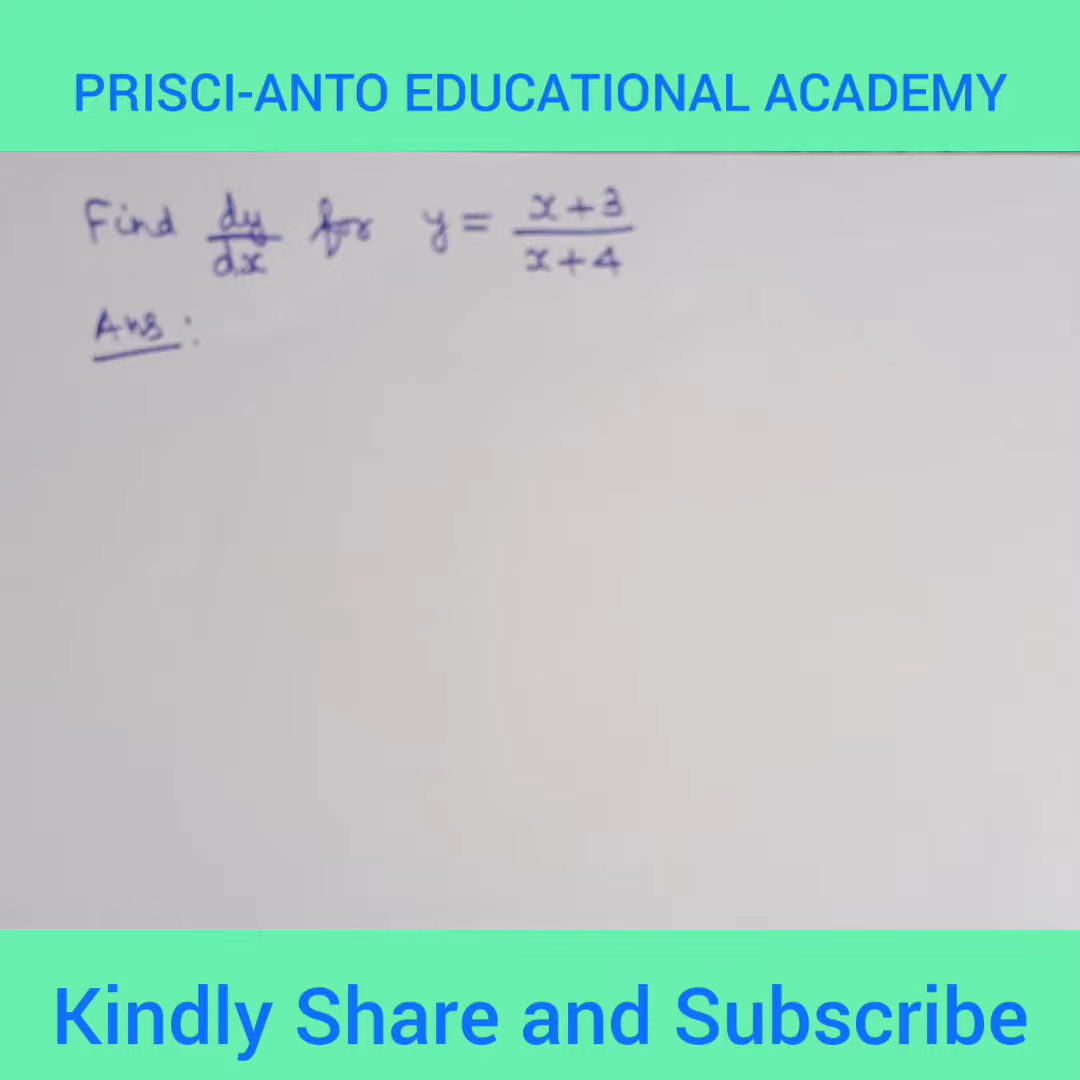 PRISCI-ANTO EDUCATIONAL ACADEMY
Find dy/dx for y = x+3/x+4
Ans :
Kindly Share and Subscribe